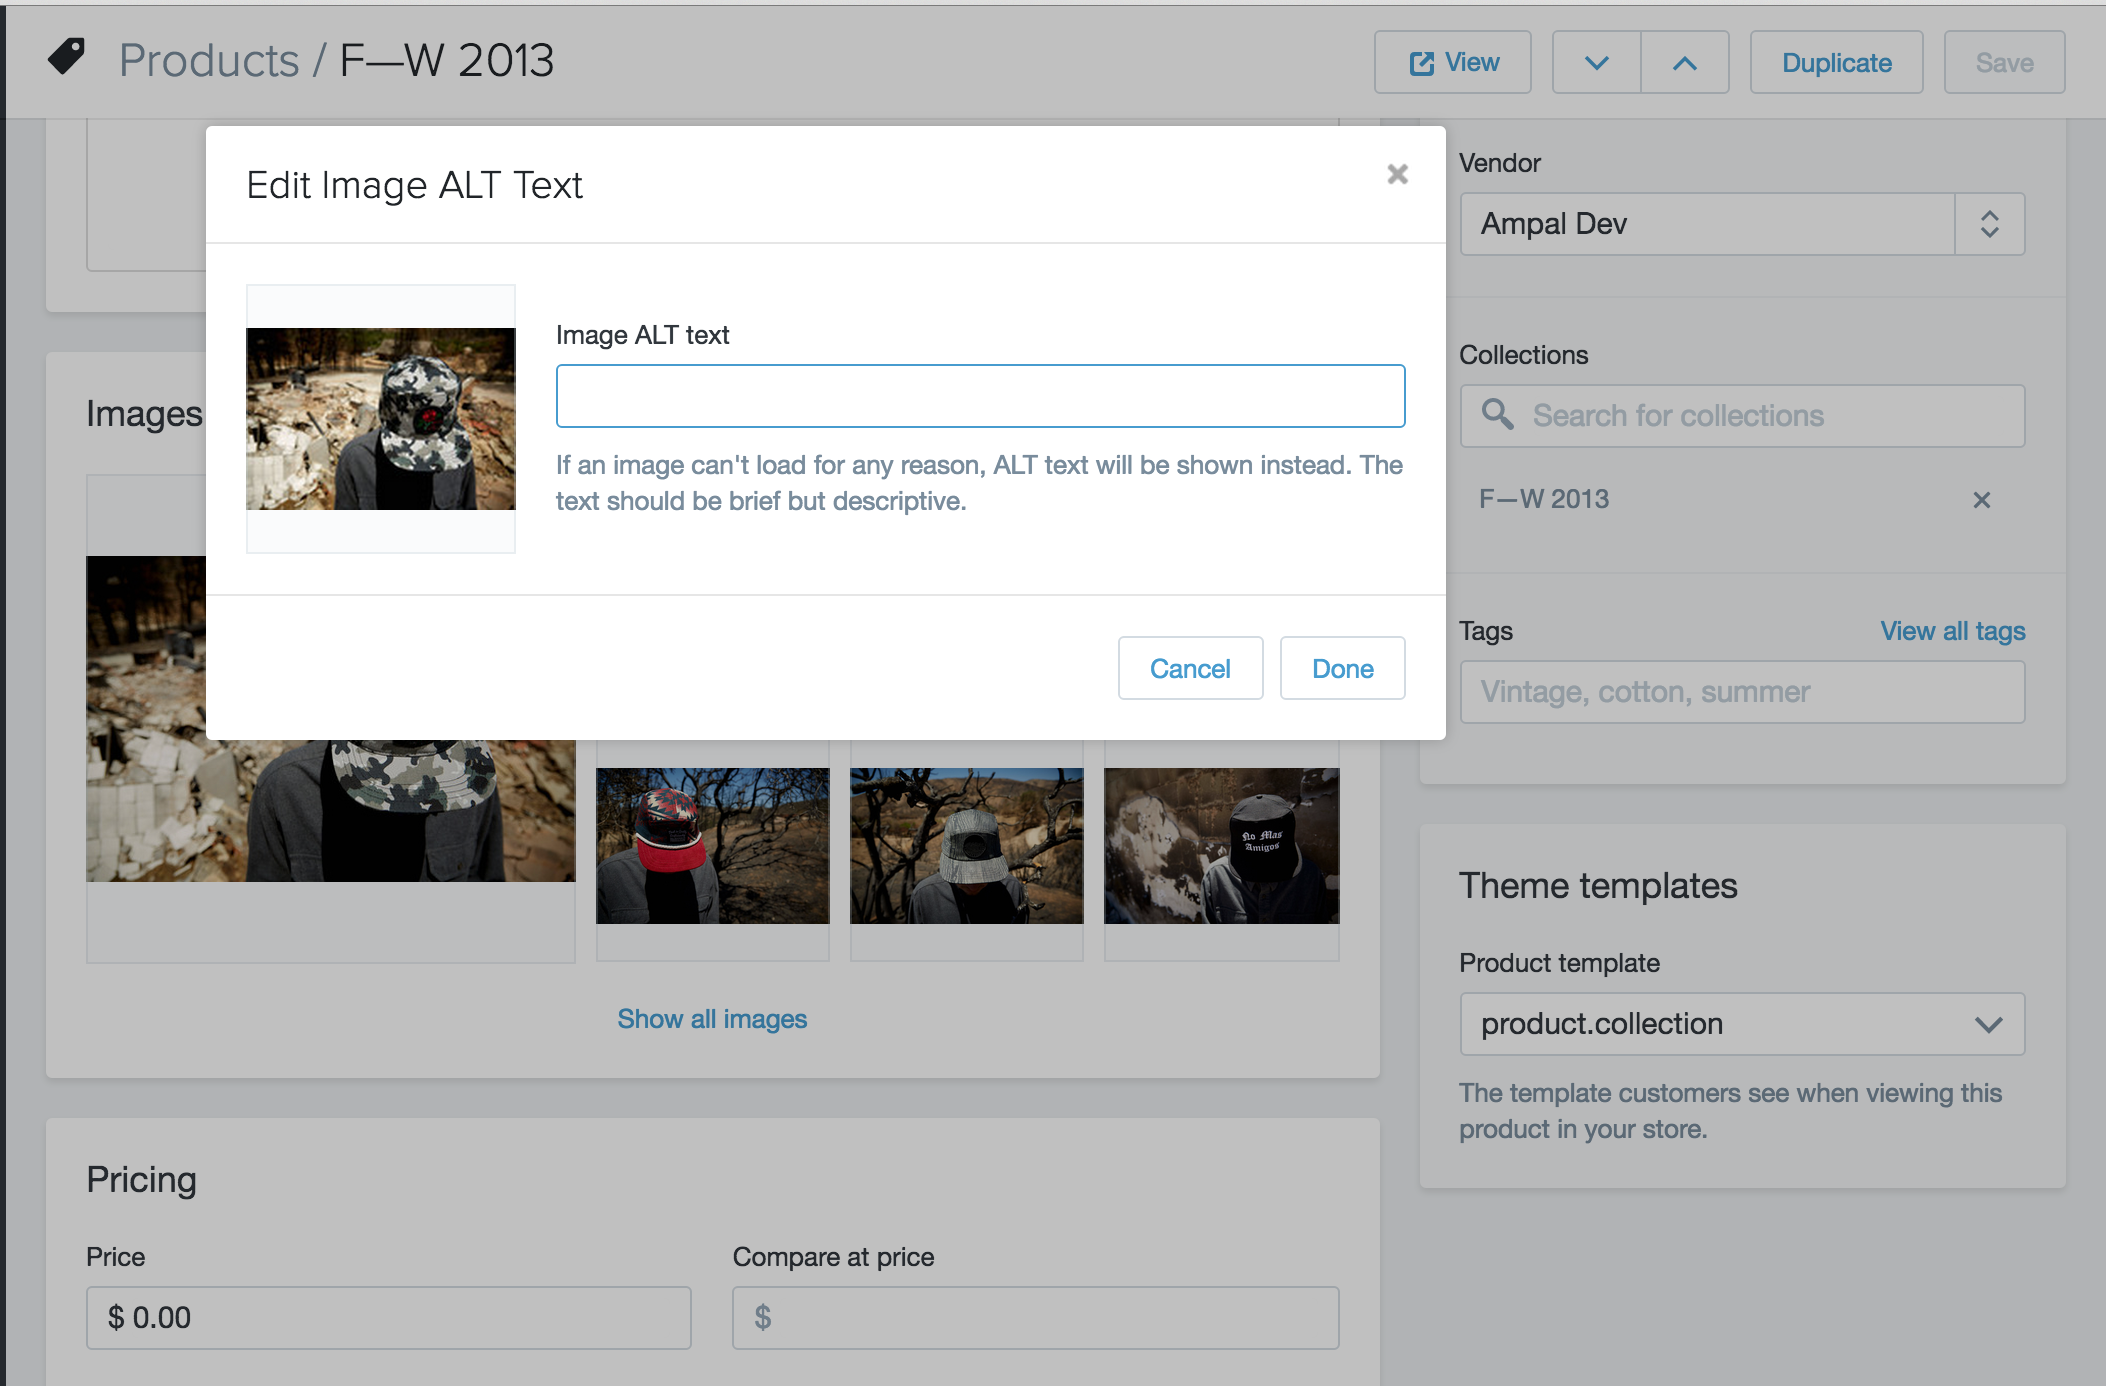 Products / F—W 2013
View
Duplicate
Save
Edit Image ALT Text
Image ALT text
If an image can't load for any reason, ALT text will be shown instead. The
text should be brief but descriptive.
Cancel
Done
Images
No Mas
Amigos
Show all images
Pricing
Price
$ 0.00
Compare at price
$
Vendor
Ampal Dev
Collections
Search for collections
F—W 2013
Tags
View all tags
Vintage, cotton, summer
Theme templates
Product template
product.collection
The template customers see when viewing this
product in your store.